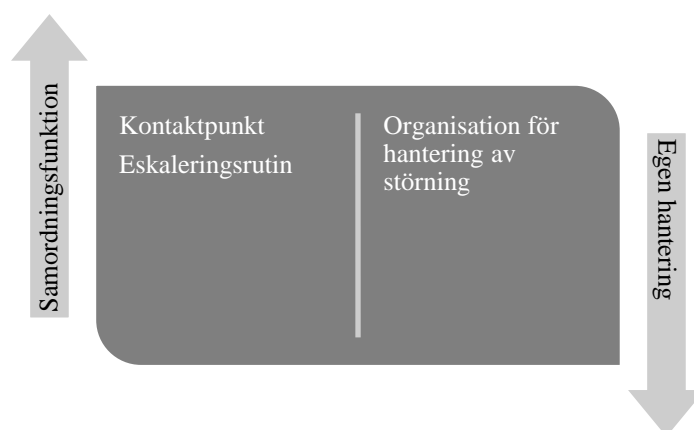 Samordningsfunktion
Kontaktpunkt
Eskaleringsrutin
Organisation för
hantering av
störning
Egen hantering